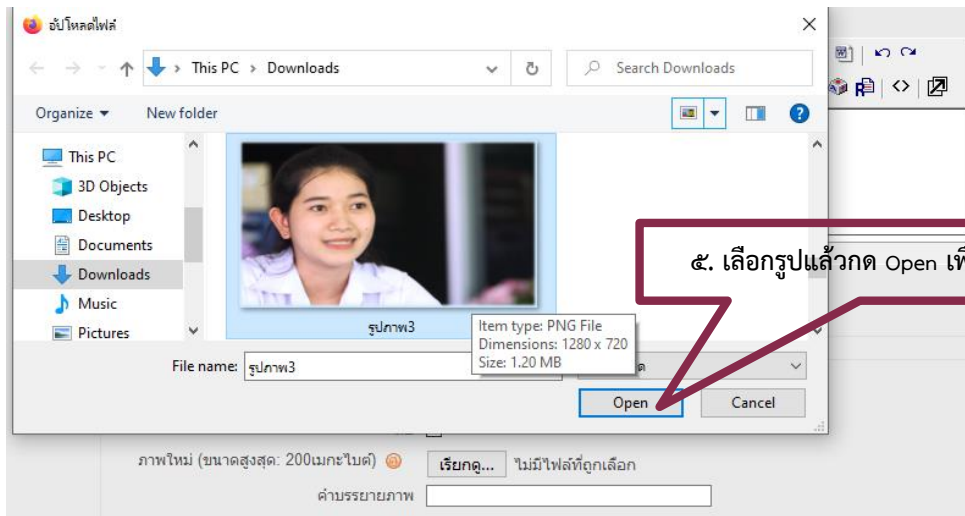 อัปโหลดไฟล์
This PC > Downloads
Search Downloads
Organize
New folder
This PC
3D Objects
Desktop
Documents
Downloads
Music
Pictures
รูปภาพ3
Item type: PNG File
Dimensions: 1280 x 720
Size: 1.20 MB
๕. เลือกรูปแล้วกด Open
File name: รูปภาพ3
Open
Cancel
ภาพใหม่ (ขนาดสูงสุด: 200เมกะไบต์)
เรียกดู... ไม่มีไฟล์ที่ถูกเลือก
คำบรรยายภาพ